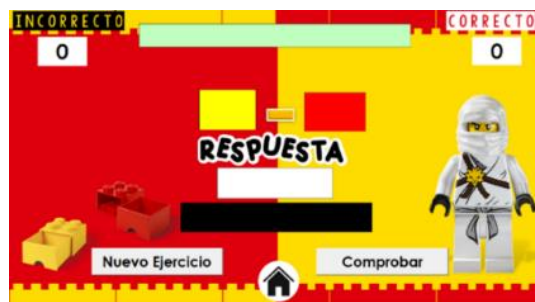 INCORRECTO
CORRECTO
0
0
-
RESPUESTA
Nuevo Ejercicio
Comprobar